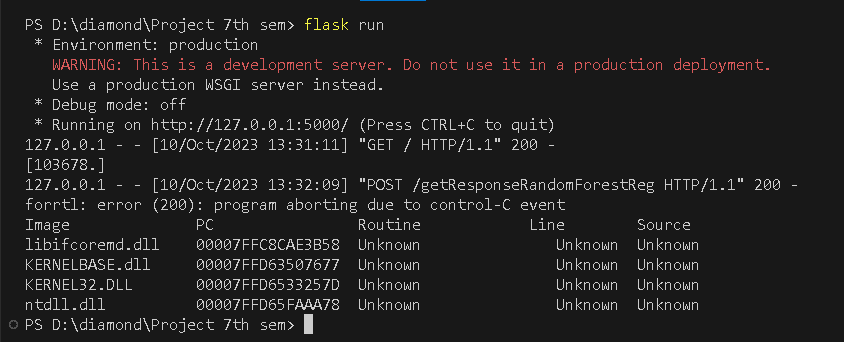 PS D:\diamond\Project 7th sem> flask run
 * Environment: production
   WARNING: This is a development server. Do not use it in a production deployment.
   Use a production WSGI server instead.
 * Debug mode: off
 * Running on http://127.0.0.1:5000/ (Press CTRL+C to quit)
127.0.0.1 - - [10/Oct/2023 13:31:11] "GET / HTTP/1.1" 200 -
[103678.]
127.0.0.1 - - [10/Oct/2023 13:32:09] "POST /getResponseRandomForestReg HTTP/1.1" 200 -
forrtl: error (200): program aborting due to control-C event
Image              PC                Routine            Line        Source
libifcoremd.dll    00007FFC8CAE3B58  Unknown               Unknown  Unknown
KERNELBASE.dll     00007FFD63507677  Unknown               Unknown  Unknown
KERNEL32.DLL       00007FFD6533257D  Unknown               Unknown  Unknown
ntdll.dll          00007FFD65FAAA78  Unknown               Unknown  Unknown
PS D:\diamond\Project 7th sem>